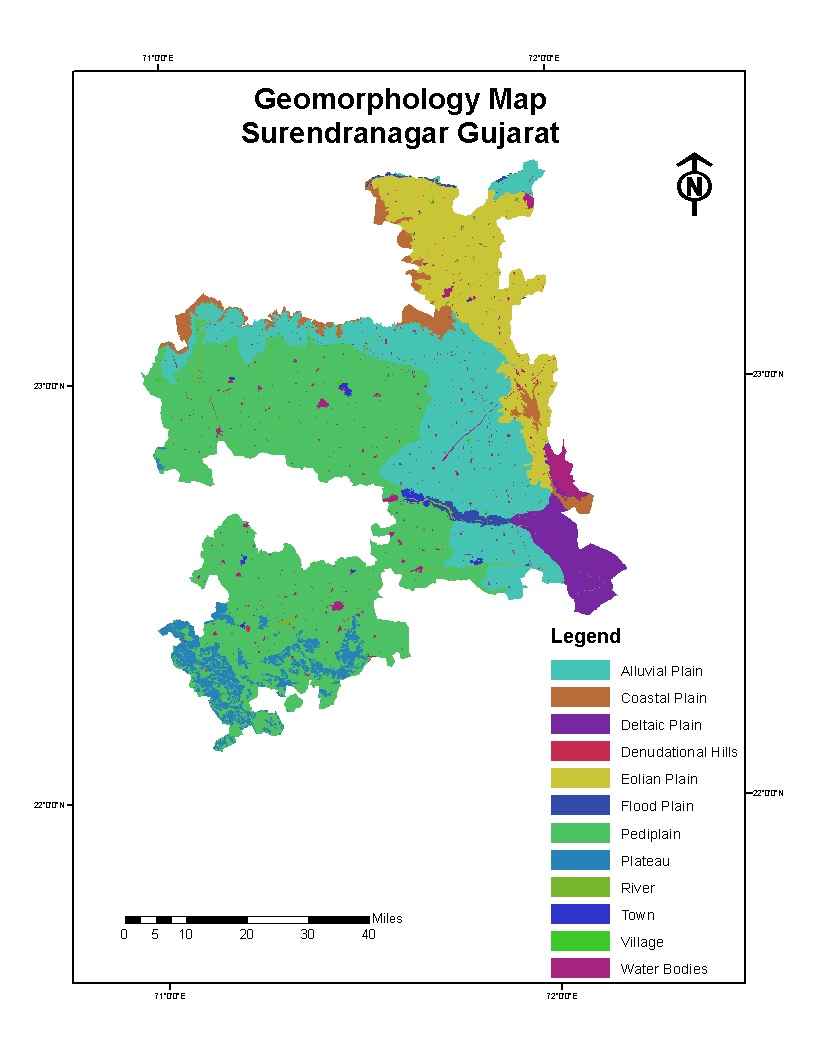 71°0'0"E 72°0'0"E
Geomorphology Map
Surendranagar Gujarat
N
23°0'0"N 23°0'0"N
Legend
Alluvial Plain
Coastal Plain
Deltaic Plain
Denudational Hills
Eolian Plain
22°0'0"N 22°0'0"N
Flood Plain
Pediplain
Plateau
River
Town
Village
Water Bodies
Miles
0 5 10 20 30 40
71°0'0"E 72°0'0"E